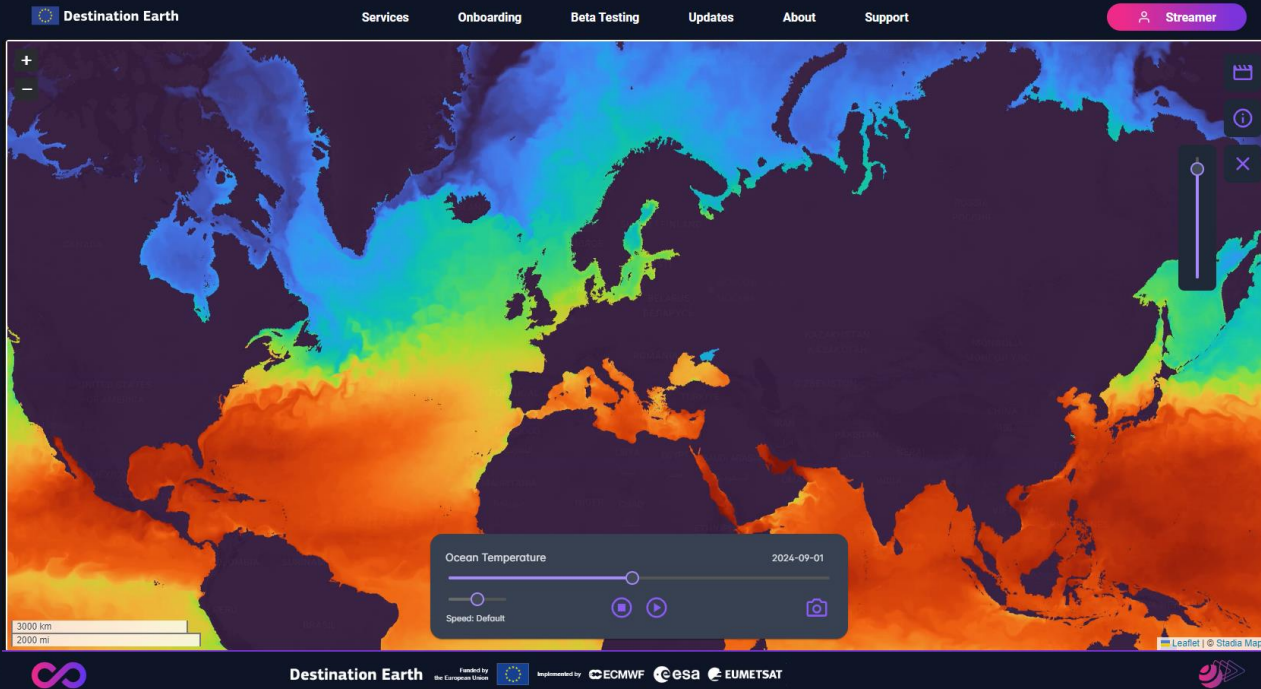 Destination Earth
Services
Onboarding
Beta Testing
Updates
About
Support
Streamer
+
−
Ocean Temperature
2024-09-01
Speed: Default
3000 km
2000 mi
Leaflet | © Stadia Map
Destination Earth
Funded by
the European Union
Implemented by
ECMWF
esa
EUMETSAT